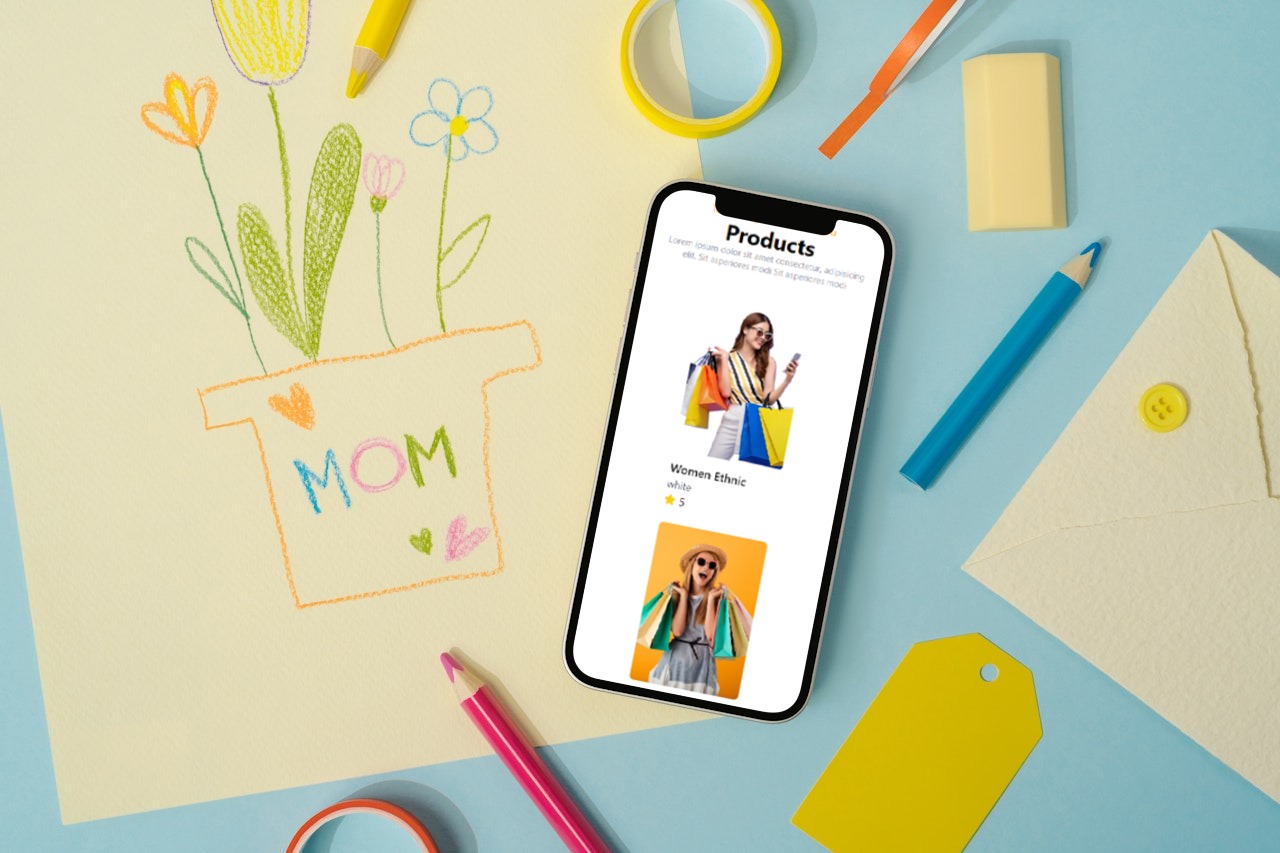 MOM
Products
Lorem ipsum dolor sit amet consectetur, adipisicing
elit. Sit asperiores modi Sit asperiores modi
Women Ethnic
white
5